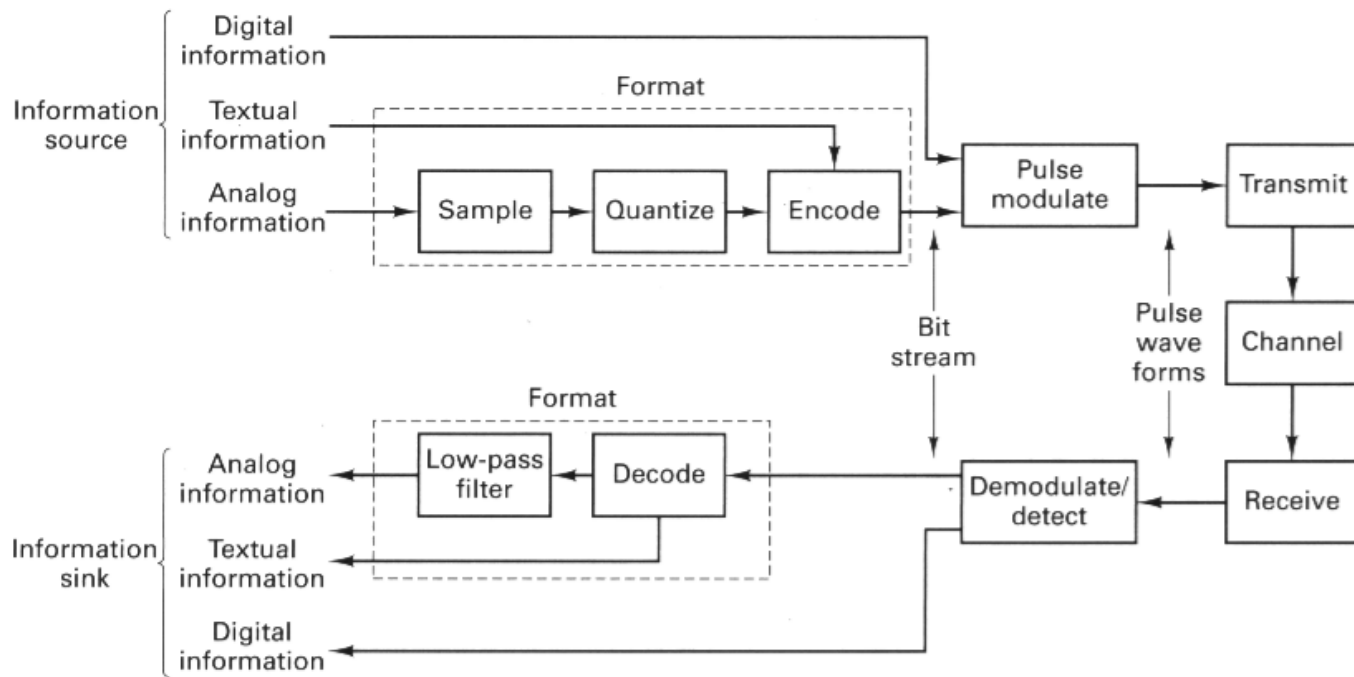 Digital
information
Format
Information
source
Textual
information
Analog
information
Sample
Quantize
Encode
Pulse
modulate
Transmit
Bit
stream
Pulse
wave
forms
Channel
Format
Information
sink
Analog
information
Low-pass
filter
Decode
Demodulate/
detect
Receive
Textual
information
Digital
information